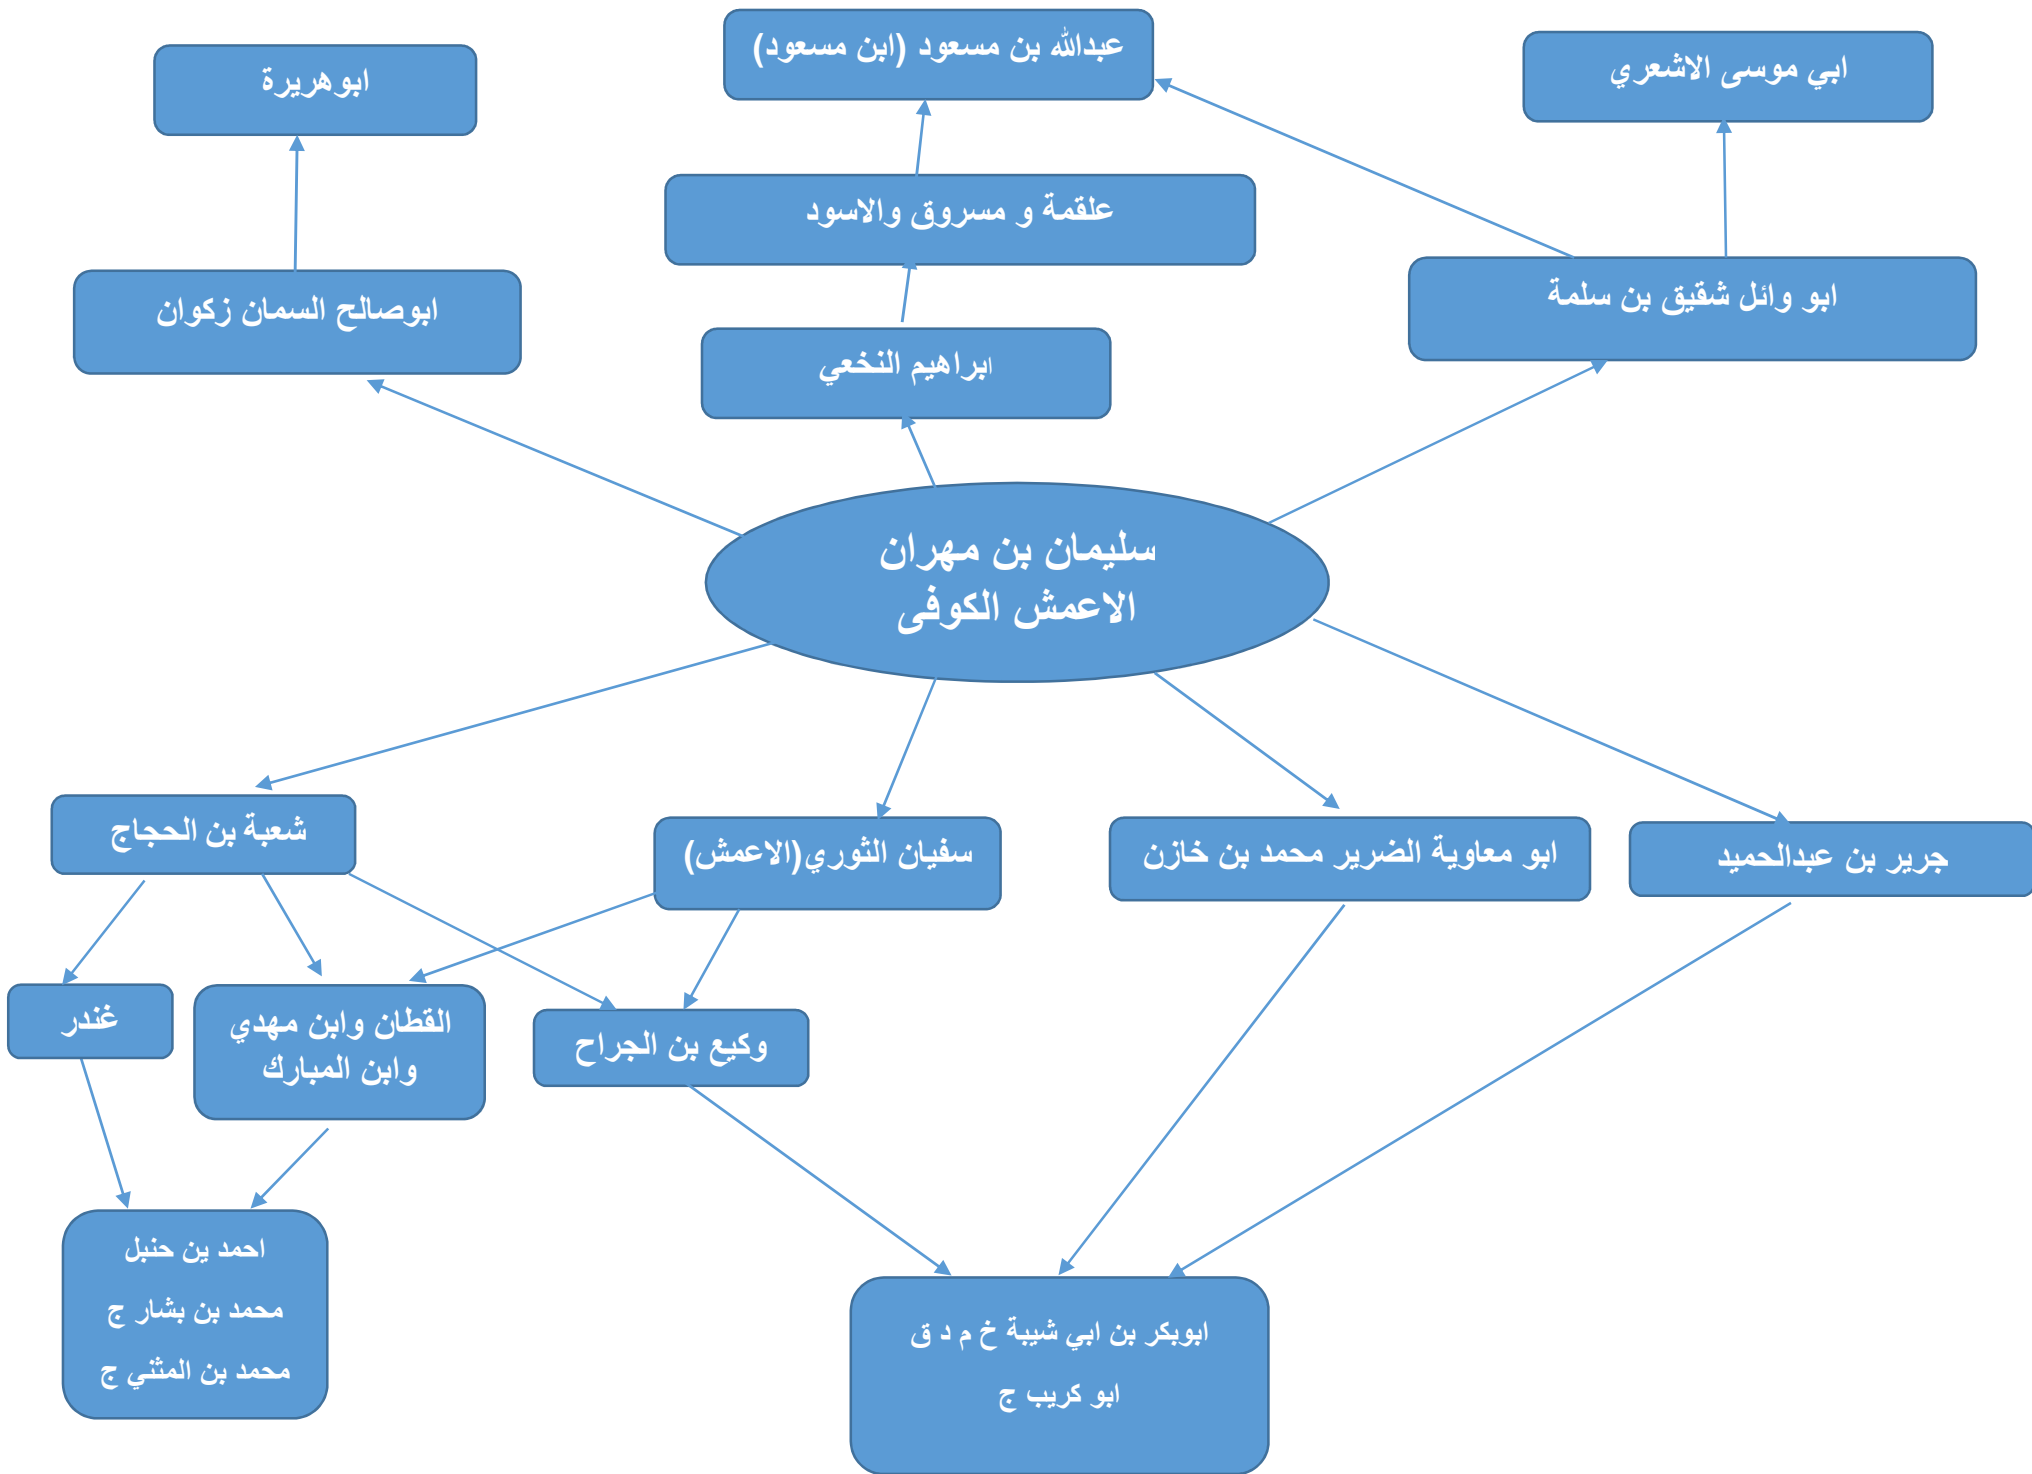 عبدالله بن مسعود (ابن مسعود)
ابي موسى الاشعري
ابوهريرة
علقمة و مسروق والاسود
ابو وائل شقيق بن سلمة
ابوصالح السمان زكوان
ابراهيم النخعي
سليمان بن مهران
الاعمش الكوفى
جرير بن عبدالحميد
ابو معاوية الضرير محمد بن خازن
سفيان الثوري(الاعمش)
شعبة بن الحجاج
وكيع بن الجراح
القطان وابن مهدي
وابن المبارك
غندر
ابوبكر بن ابي شيبة خ م د ق
ابو كريب ج
احمد ين حنبل
محمد بن بشار ج
محمد بن المثني ج